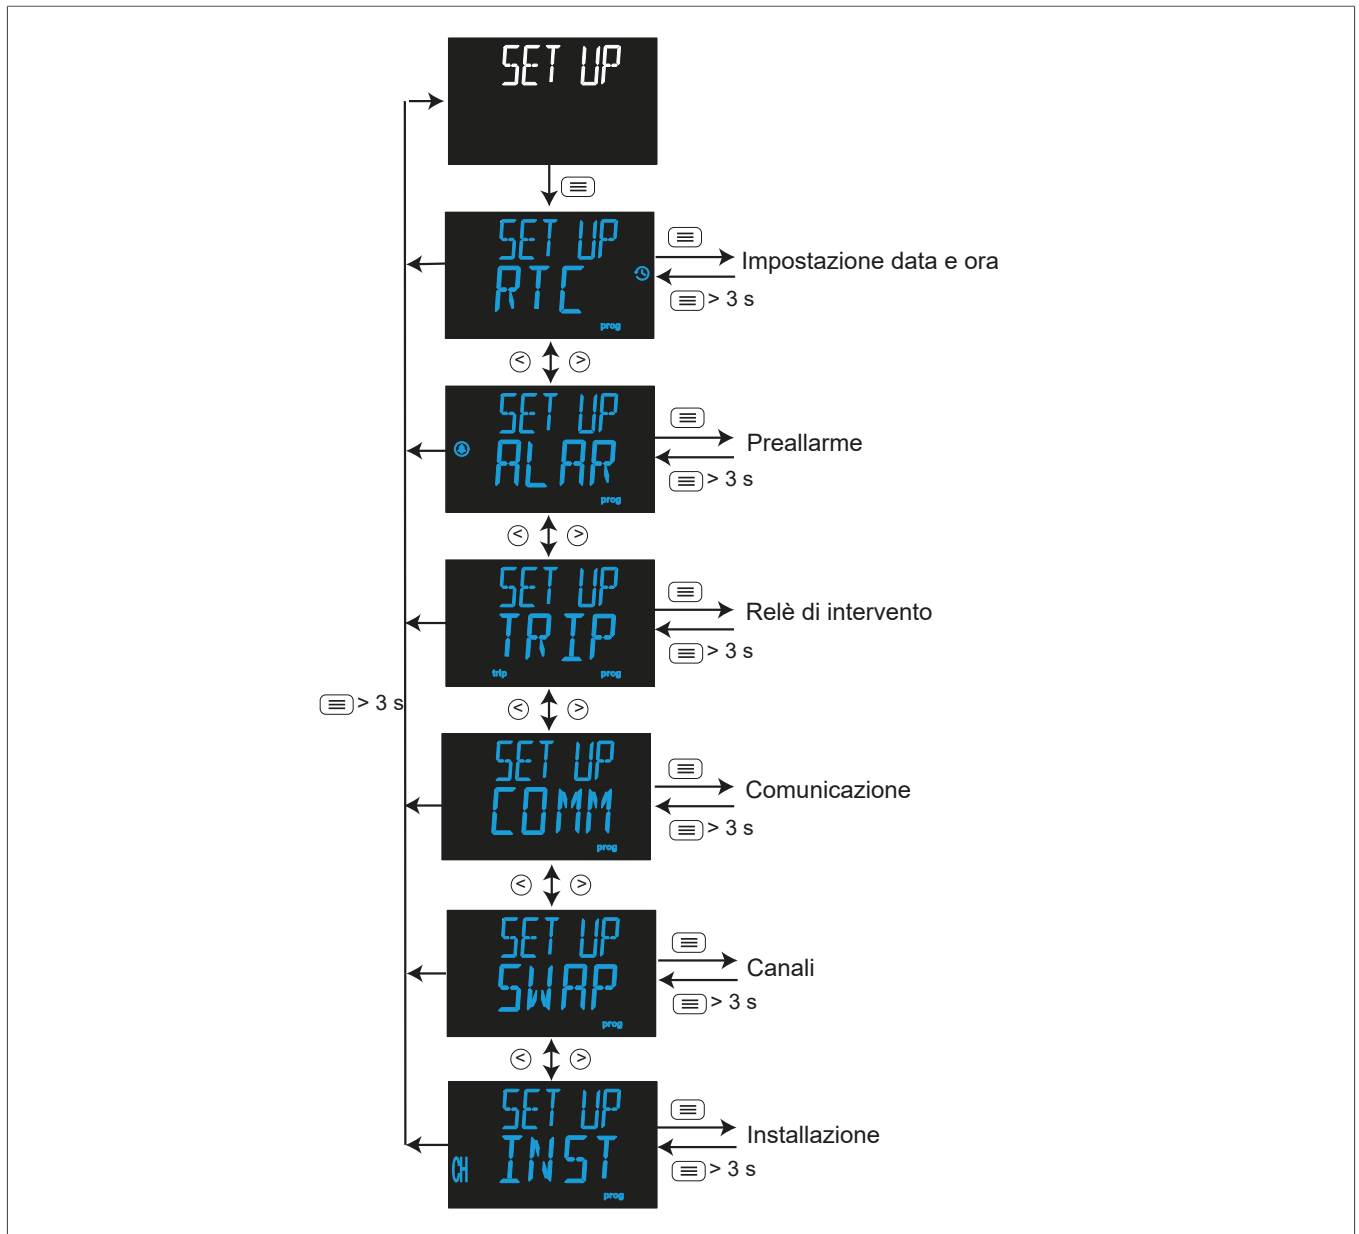 SET UP
SET UP
RTC
prog
Impostazione data e ora
> 3 s
< >
SET UP
ALAR
prog
Preallarme
> 3 s
< >
SET UP
TRIP
trip prog
Relè di intervento
> 3 s
> 3 s
< >
SET UP
COMM
prog
Comunicazione
> 3 s
< >
SET UP
SWAP
prog
Canali
> 3 s
< >
SET UP
CH INST
prog
Installazione
> 3 s